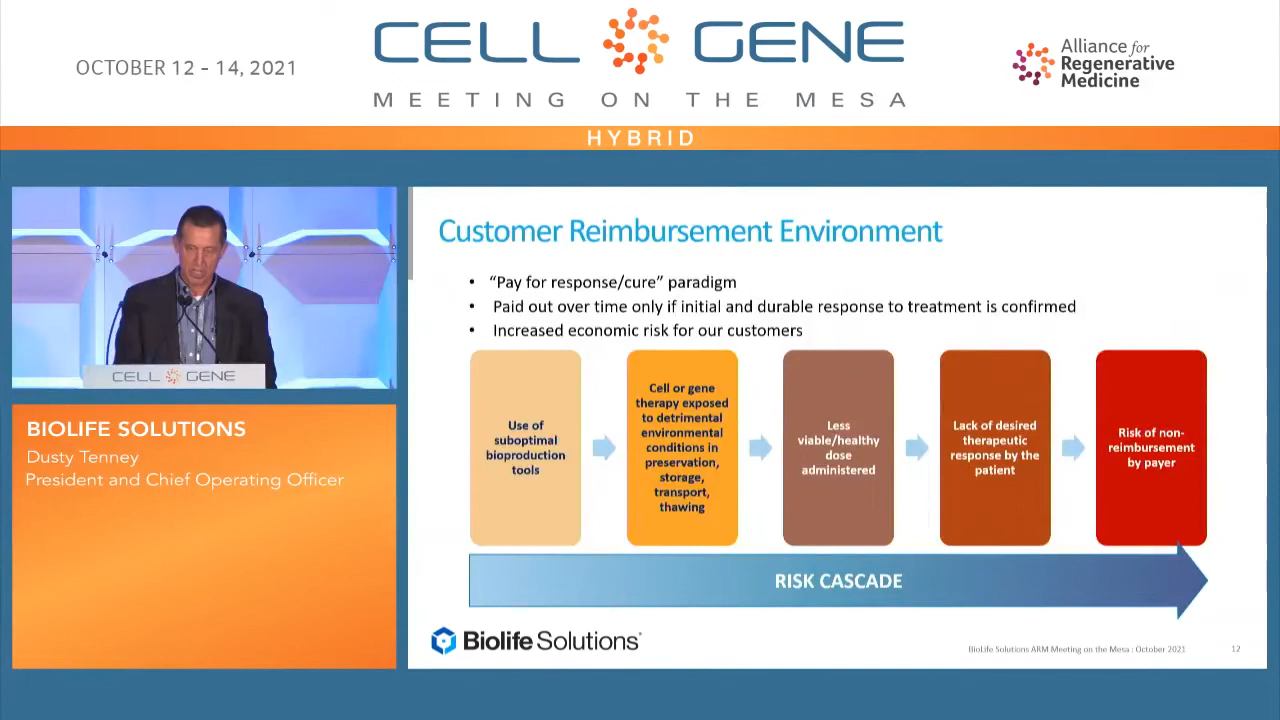 OCTOBER 12 - 14, 2021
CELL GENE
MEETING ON THE MESA
Alliance for
Regenerative
Medicine
HYBRID
CELL GENE
BIOLIFE SOLUTIONS
Dusty Tenney
President and Chief Operating Officer
Customer Reimbursement Environment
• "Pay for response/cure" paradigm
• Paid out over time only if initial and durable response to treatment is confirmed
• Increased economic risk for our customers
Use of
suboptimal
bioproduction
tools
Cell or gene
therapy exposed
to detrimental
environmental
conditions in
preservation,
storage,
transport,
thawing
Less
viable/healthy
dose
administered
Lack of desired
therapeutic
response by the
patient
Risk of non-
reimbursement
by payer
RISK CASCADE
Biolife Solutions
BioLife Solutions ARM Meeting on the Mesa : October 2021
12